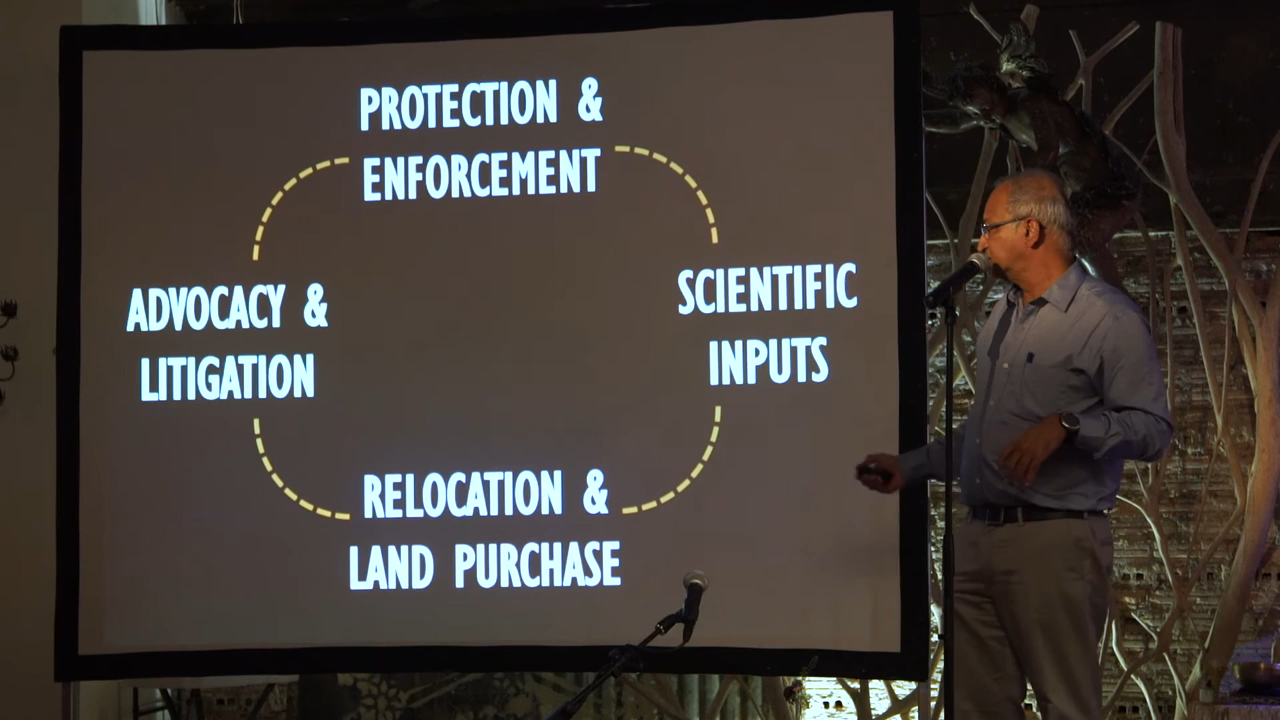 PROTECTION &
ENFORCEMENT
ADVOCACY &
LITIGATION
SCIENTIFIC
INPUTS
RELOCATION &
LAND PURCHASE